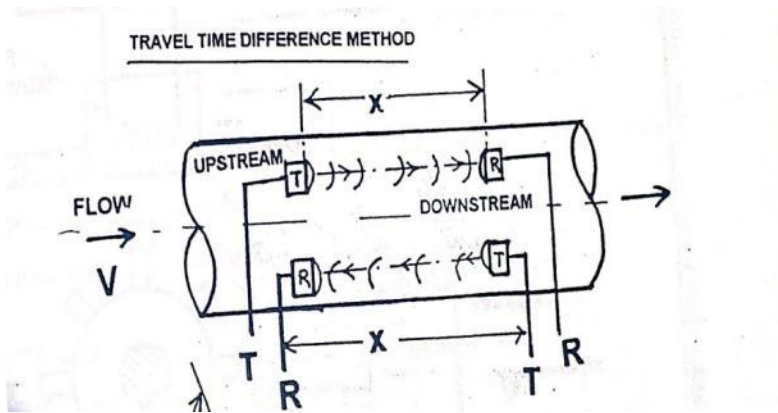 TRAVEL TIME DIFFERENCE METHOD
X
UPSTREAM
T
R
FLOW
DOWNSTREAM
V
R
T
X
T
R
T
R